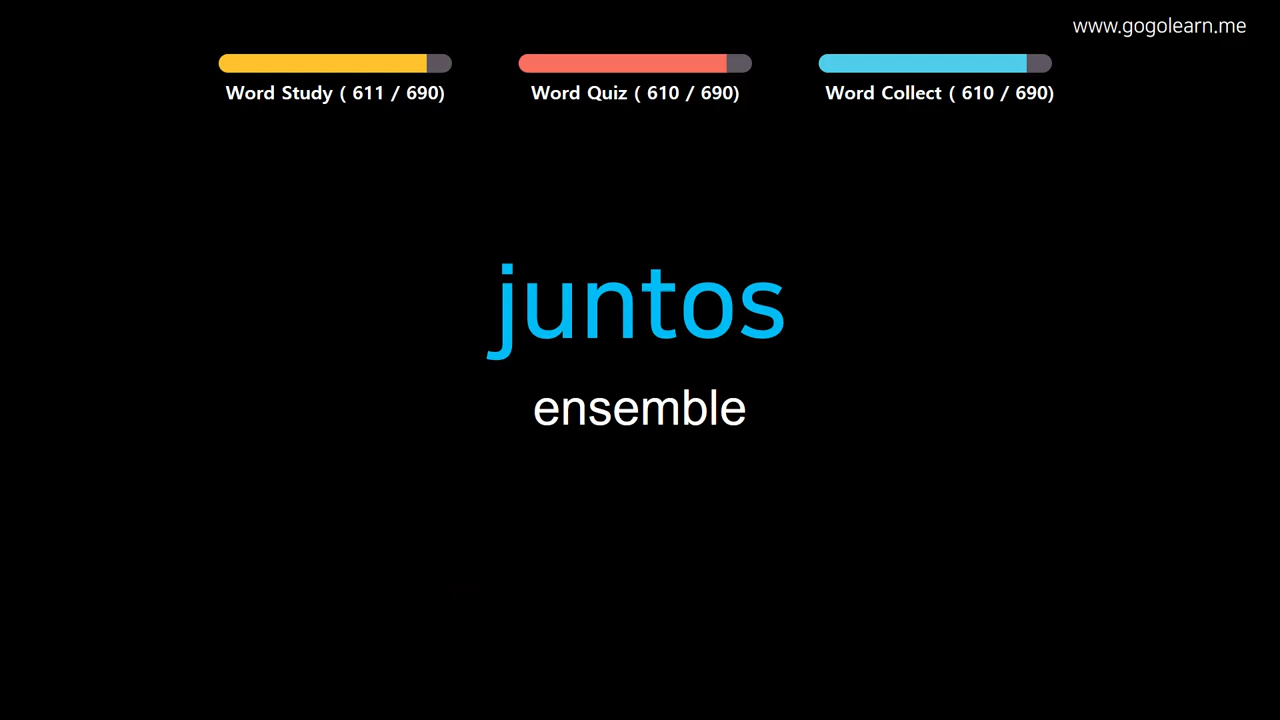 www.gogolearn.me
Word Study ( 611 / 690)
Word Quiz ( 610 / 690)
Word Collect ( 610 / 690)
juntos
ensemble